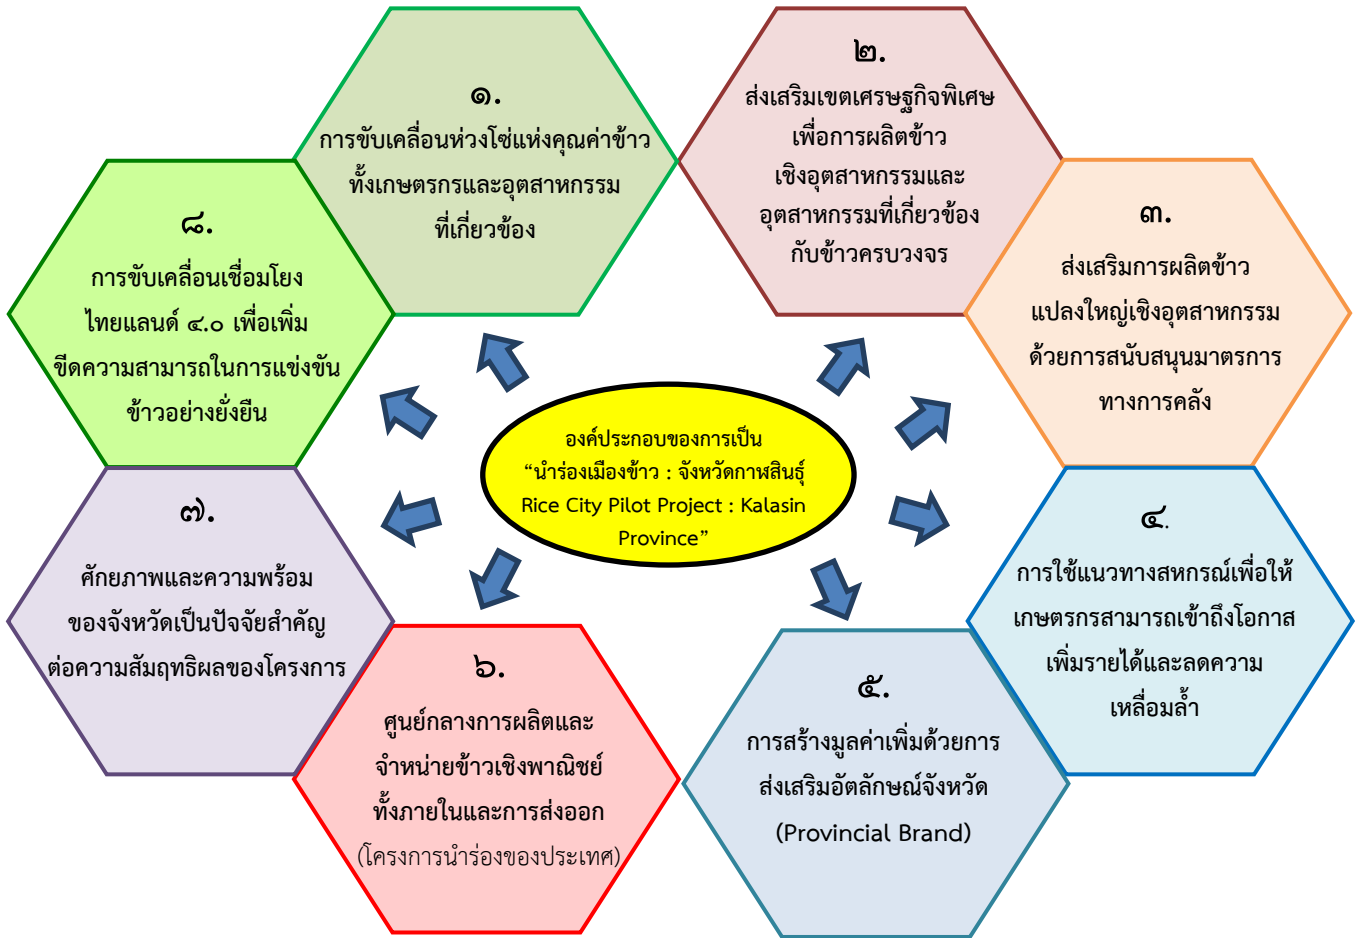 ๑.
การขับเคลื่อนห่วงโซ่แห่งคุณค่าข้าว
ทั้งเกษตรกรและอุตสาหกรรม
ที่เกี่ยวข้อง
๒.
ส่งเสริมเขตเศรษฐกิจพิเศษ
เพื่อการผลิตข้าว
เชิงอุตสาหกรรมและ
อุตสาหกรรมที่เกี่ยวข้อง
กับข้าวครบวงจร
๓.
ส่งเสริมการผลิตข้าว
แปลงใหญ่เชิงอุตสาหกรรม
ด้วยการสนับสนุนมาตรการ
ทางการคลัง
๔.
การใช้แนวทางสหกรณ์เพื่อให้
เกษตรกรสามารถเข้าถึงโอกาส
เพิ่มรายได้และลดความ
เหลื่อมล้ำ
๕.
การสร้างมูลค่าเพิ่มด้วยการ
ส่งเสริมอัตลักษณ์จังหวัด
(Provincial Brand)
๖.
ศูนย์กลางการผลิตและ
จำหน่ายข้าวเชิงพาณิชย์
ทั้งภายในและการส่งออก
(โครงการนำร่องของประเทศ)
๗.
ศักยภาพและความพร้อม
ของจังหวัดเป็นปัจจัยสำคัญ
ต่อความสัมฤทธิผลของโครงการ
๘.
การขับเคลื่อนเชื่อมโยง
ไทยแลนด์ ๔.๐ เพื่อเพิ่ม
ขีดความสามารถในการแข่งขัน
ข้าวอย่างยั่งยืน
องค์ประกอบของการเป็น
“นำร่องเมืองข้าว : จังหวัดกาฬสินธุ์
Rice City Pilot Project : Kalasin
Province”